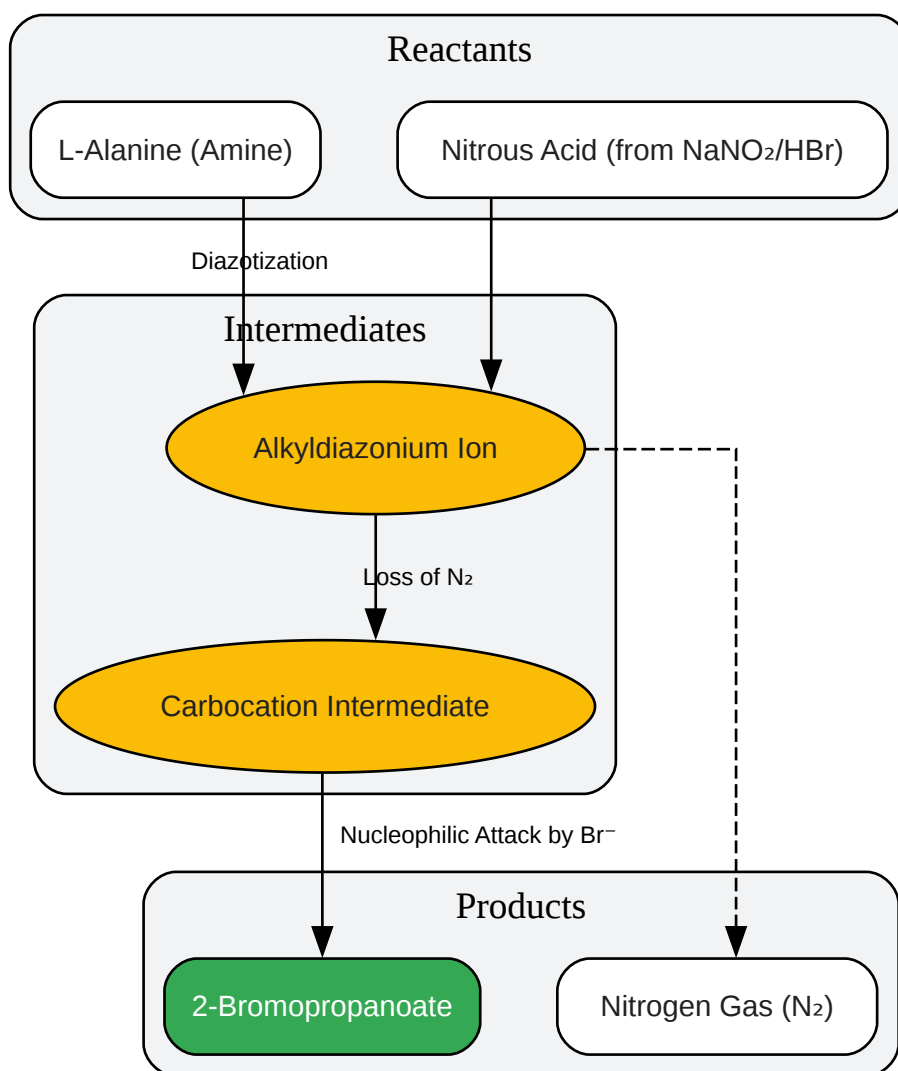 Reactants
L-Alanine (Amine)
Nitrous Acid (from NaNO₂/HBr)
Diazotization
Intermediates
Alkyldiazonium Ion
Loss of N₂
Carbocation Intermediate
Nucleophilic Attack by Br⁻
Products
2-Bromopropanoate
Nitrogen Gas (N₂)